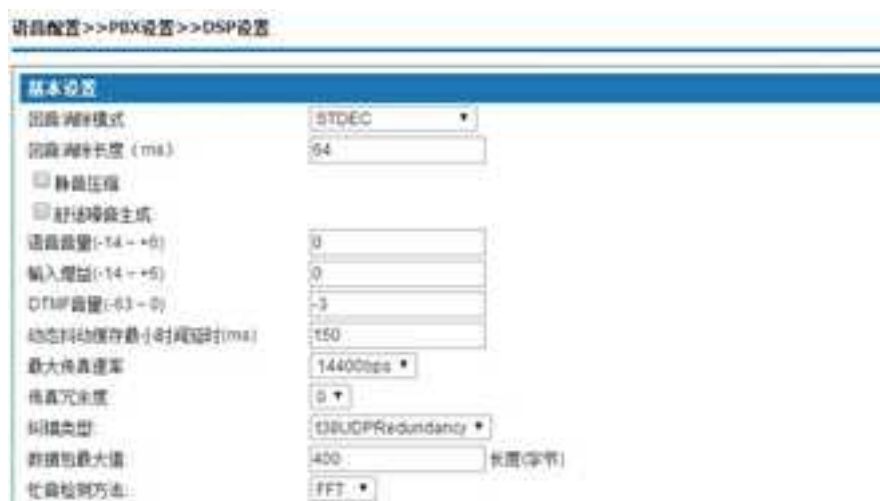 语音配置>>PBX设置>>DSP设置
基本设置
回音消除模式 STDEC
回音消除长度（ms） 64
静音压缩
舒适噪音生成
语音音量(-14 ~ +6) 0
输入增益(-14 ~ +6) 0
DTMF音量(-63 ~ 0) -3
动态抖动缓存最小时间延时(ms) 150
最大传真速率 14400bps
传真冗余度 0
纠错类型 t38UDPRedundancy
数据包最大值 400 长度(字节)
忙音检测方法 FFT